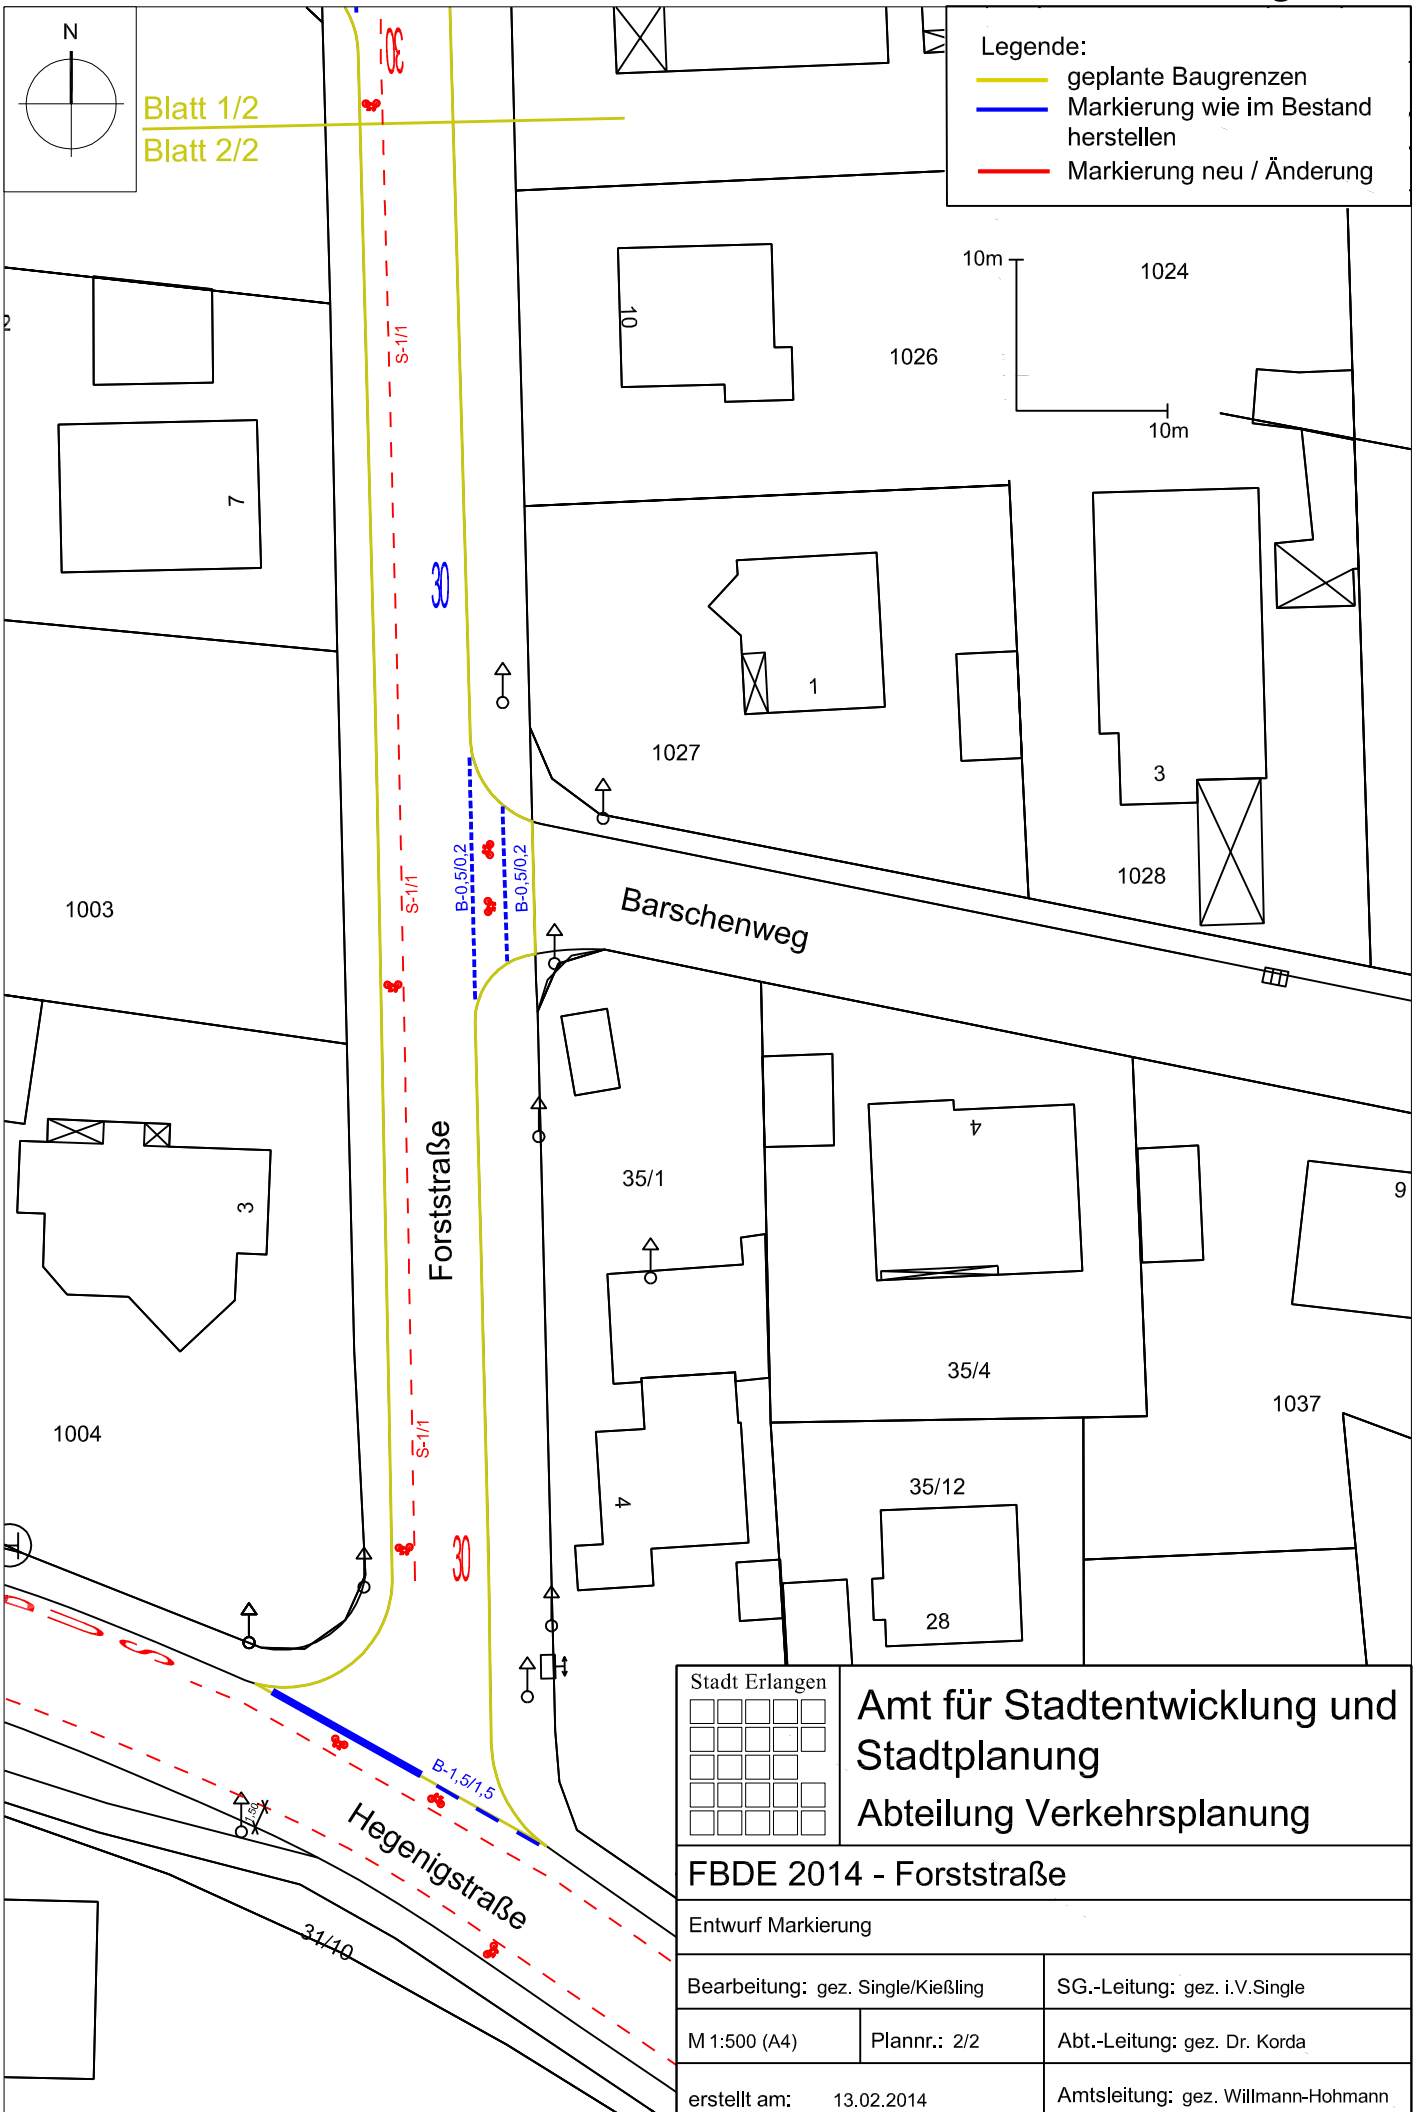 N
Blatt 1/2
Blatt 2/2
Legende:
geplante Baugrenzen
Markierung wie im Bestand
herstellen
Markierung neu / Änderung
30
10m
10m
1024
1026
10
S-1/1
7
30
1
1027
3
1028
1003
S-1/1
B-0,5/0,2
B-0,5/0,2
Barschenweg
Forststraße
3
35/1
4
9
35/4
1037
1004
S-1/1
4
35/12
28
30
BUS
B-1,5/1,5
1.50
Hegenigstraße
31/10
Stadt Erlangen
Amt für Stadtentwicklung und
Stadtplanung
Abteilung Verkehrsplanung
FBDE 2014 - Forststraße
Entwurf Markierung
Bearbeitung: gez. Single/Kießling
SG.-Leitung: gez. i.V.Single
M 1:500 (A4)
Plannr.: 2/2
Abt.-Leitung: gez. Dr. Korda
erstellt am: 13.02.2014
Amtsleitung: gez. Willmann-Hohmann